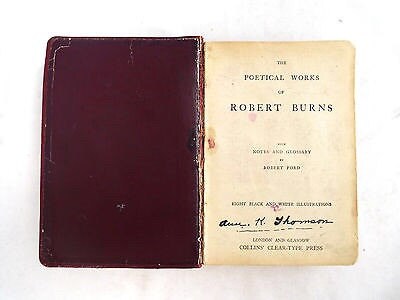 THE
POETICAL WORKS
OF
ROBERT BURNS
WITH
NOTES AND GLOSSARY
BY
ROBERT FORD
EIGHT BLACK AND WHITE ILLUSTRATIONS
Ann. K. Thomson
LONDON AND GLASGOW
COLLINS' CLEAR-TYPE PRESS